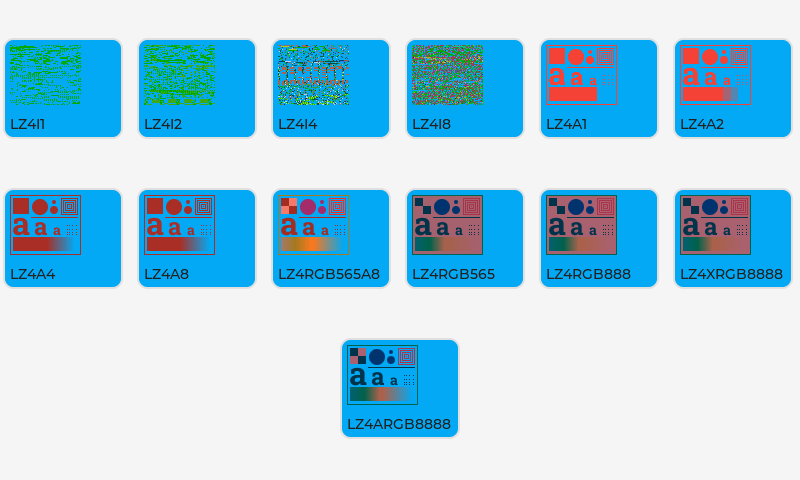 LZ4I1
LZ4I2
LZ4I4
LZ4I8
a a a
LZ4A1
a a a
LZ4A2
a a a
LZ4A4
a a a
LZ4A8
a a a
LZ4RGB565A8
a a a
LZ4RGB565
a a a
LZ4RGB888
a a a
LZ4XRGB8888
a a a
LZ4ARGB8888